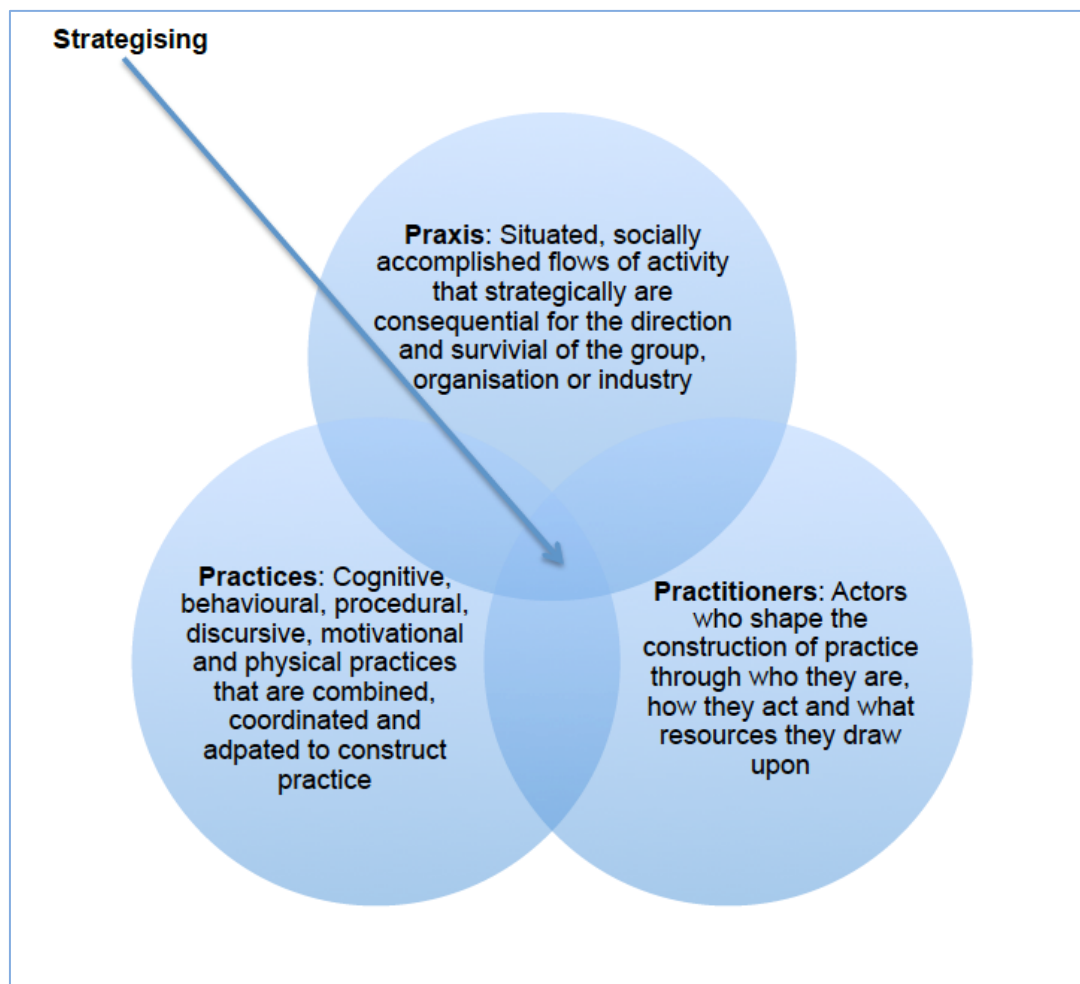 Strategising
Praxis: Situated, socially
accomplished flows of activity
that strategically are
consequential for the direction
and survivial of the group,
organisation or industry
Practices: Cognitive,
behavioural, procedural,
discursive, motivational
and physical practices
that are combined,
coordinated and
adpated to construct
practice
Practitioners: Actors
who shape the
construction of practice
through who they are,
how they act and what
resources they draw
upon